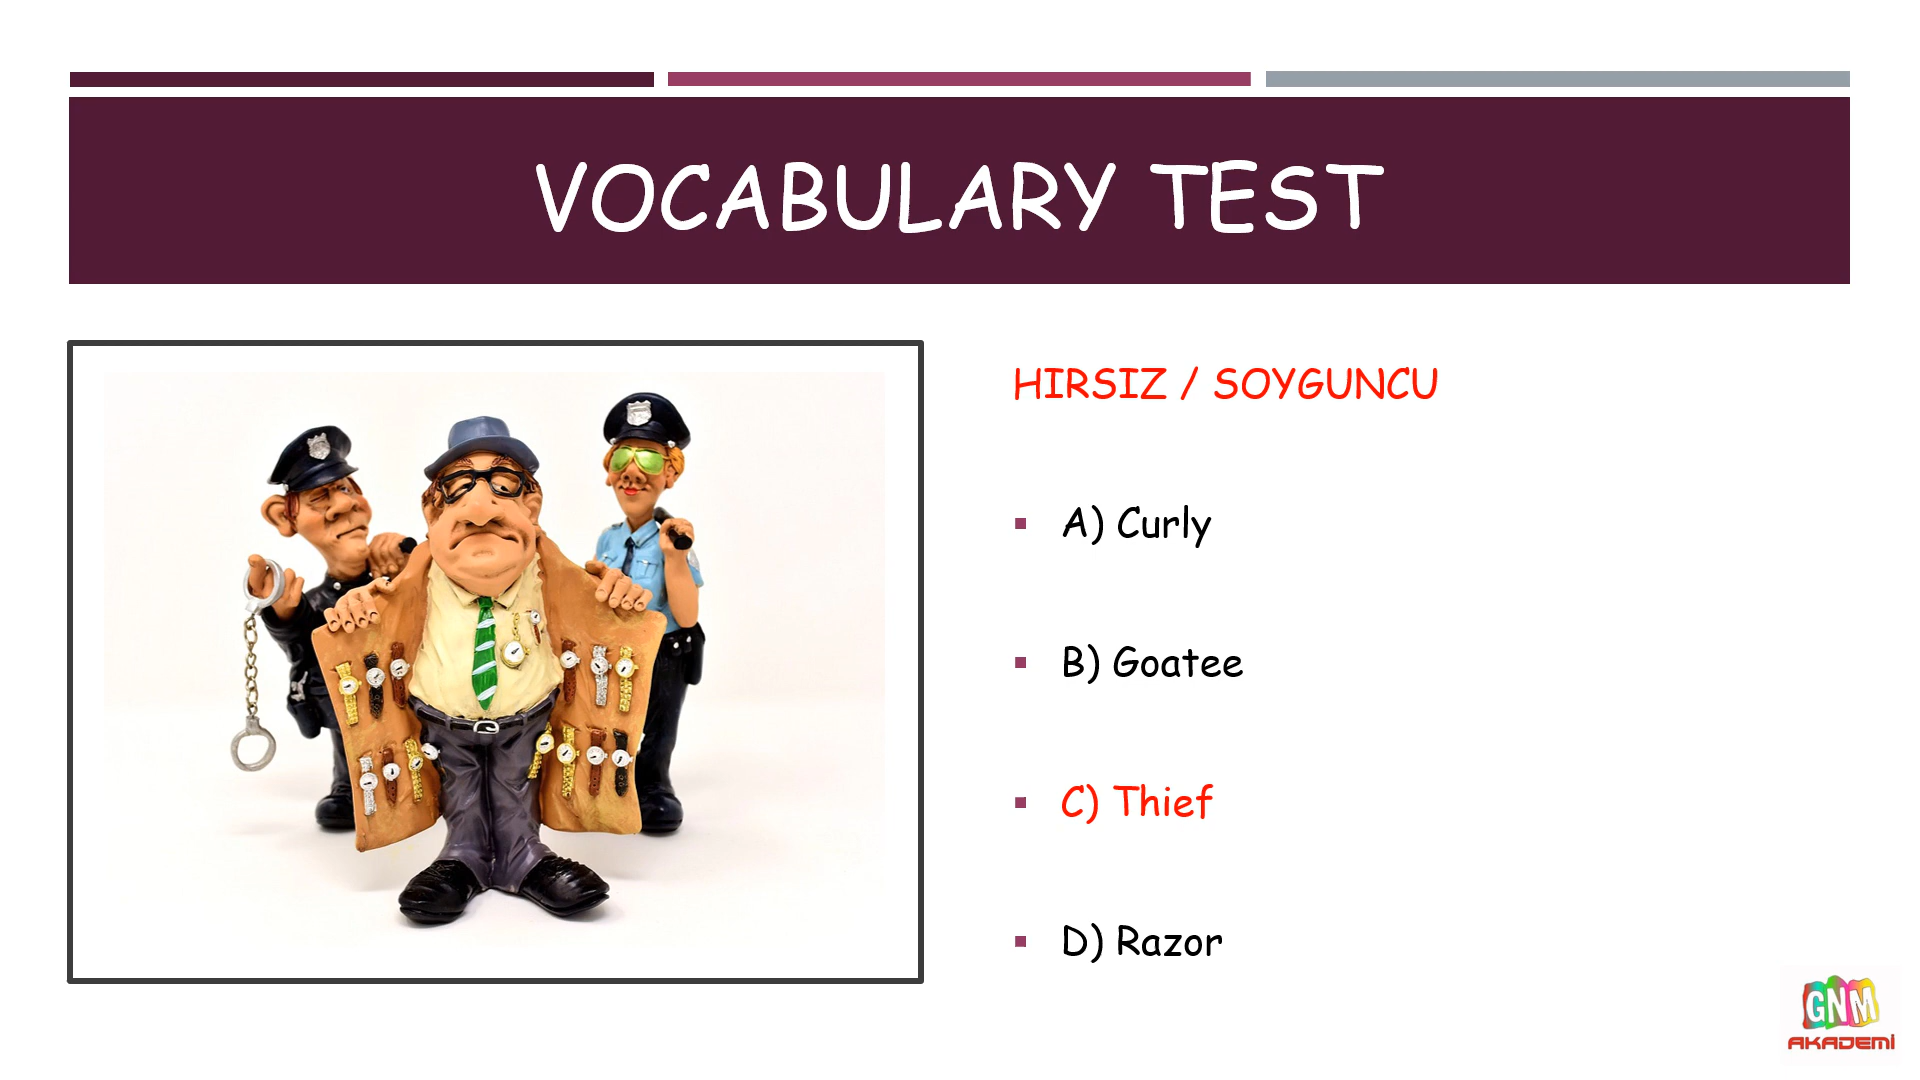 VOCABULARY TEST
HIRSIZ / SOYGUNCU
A) Curly
B) Goatee
C) Thief
D) Razor
GNM
AKADEMİ